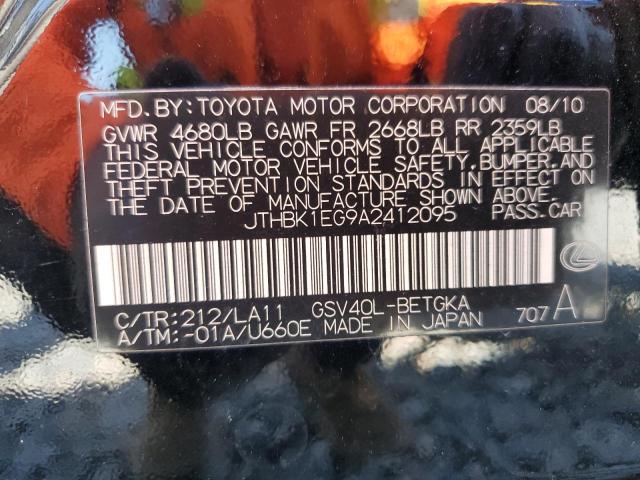 MFD. BY: TOYOTA MOTOR CORPORATION 08/10
GVWR 4680LB GAWR FR 2668LB RR 2359LB
THIS VEHICLE CONFORMS TO ALL APPLICABLE
FEDERAL MOTOR VEHICLE SAFETY, BUMPER, AND
THEFT PREVENTION STANDARDS IN EFFECT ON
THE DATE OF MANUFACTURE SHOWN ABOVE.
JTHBK1EG9A2412095 PASS. CAR
C/TR: 212/LA11 GSV40L-BETGKA
A/TM: -01A/U660E MADE IN JAPAN 707 A